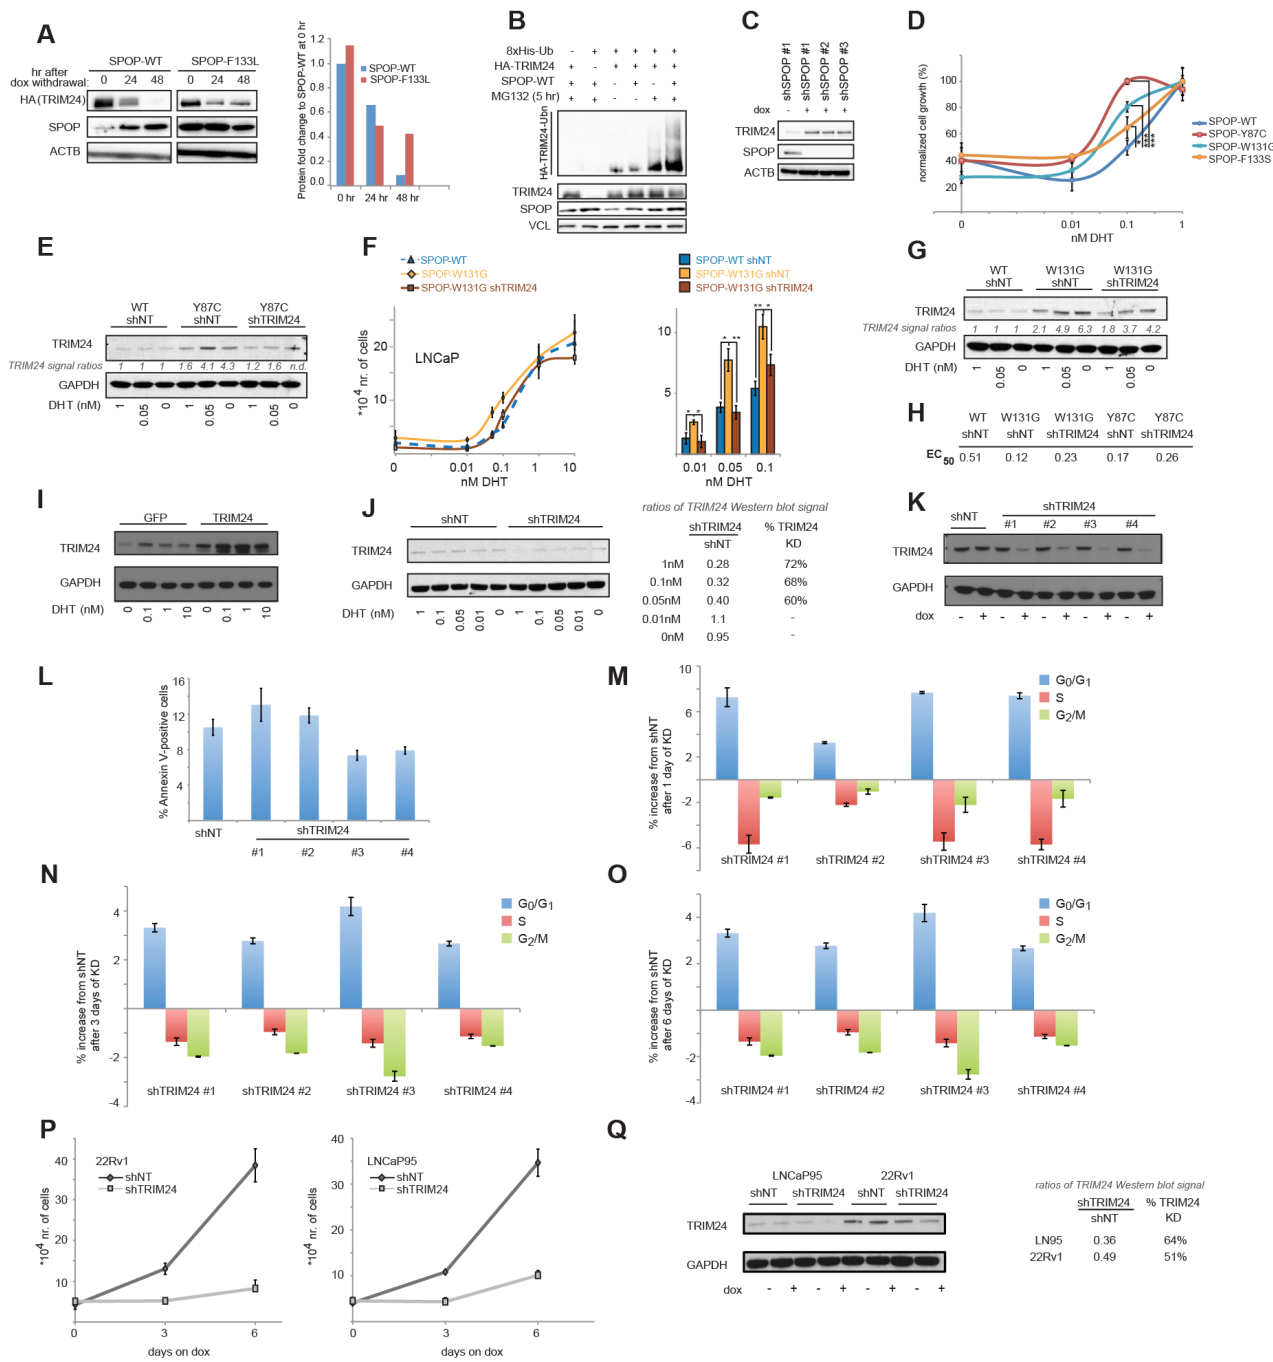 A
SPOP-WT SPOP-F133L
hr after
dox withdrawal:
0 24 48 0 24 48
HA(TRIM24)
SPOP
ACTB
Protein fold change to SPOP-WT at 0 hr
1.2
1.0
0.8
0.6
0.4
0.2
0.0
SPOP-WT
SPOP-F133L
0 hr 24 hr 48 hr
B
8xHis-Ub - + + + + +
HA-TRIM24 + - + + + +
SPOP-WT + + - + - +
MG132 (5 hr) + + - - + +
HA-TRIM24-Ubn
TRIM24
SPOP
VCL
C
shSPOP #1
shSPOP #1
shSPOP #2
shSPOP #3
dox - + + +
TRIM24
SPOP
ACTB
D
normalized cell growth (%)
100
80
60
40
20
0 0.01 0.1 1
nM DHT
*
***
***
SPOP-WT
SPOP-Y87C
SPOP-W131G
SPOP-F133S
E
WT Y87C Y87C
shNT shNT shTRIM24
TRIM24
TRIM24 signal ratios
1 1 1 1.6 4.1 4.3 1.2 1.6 n.d.
GAPDH
DHT (nM)
1 0.05 0 1 0.05 0 1 0.05 0
F
SPOP-WT
SPOP-W131G
SPOP-W131G shTRIM24
*10⁴ nr. of cells
20
10
LNCaP
0 0.01 0.1 1 10
nM DHT
SPOP-WT shNT
SPOP-W131G shNT
SPOP-W131G shTRIM24
10
5
* * * ** ** *
0.01 0.05 0.1
nM DHT
G
WT W131G W131G
shNT shNT shTRIM24
TRIM24
TRIM24 signal ratios
1 1 1 2.1 4.9 6.3 1.8 3.7 4.2
GAPDH
DHT (nM)
1 0.05 0 1 0.05 0 1 0.05 0
H
WT W131G W131G Y87C Y87C
shNT shNT shTRIM24 shNT shTRIM24
EC50 0.51 0.12 0.23 0.17 0.26
I
GFP TRIM24
TRIM24
GAPDH
DHT (nM)
0 0.1 1 10 0 0.1 1 10
J
shNT shTRIM24
TRIM24
GAPDH
DHT (nM)
1 0.1 0.05 0.01 0 1 0.1 0.05 0.01 0
ratios of TRIM24 Western blot signal
shTRIM24 % TRIM24
shNT KD
1nM 0.28 72%
0.1nM 0.32 68%
0.05nM 0.40 60%
0.01nM 1.1 -
0nM 0.95 -
K
shTRIM24
shNT #1 #2 #3 #4
TRIM24
GAPDH
dox - + - + - + - + - +
L
% Annexin V-positive cells
16
12
8
4
shNT shTRIM24
#1 #2 #3 #4
M
% increase from shNT
after 1 day of KD
10
8
4
2
-2
-6
G0/G1
S
G2/M
shTRIM24 #1 shTRIM24 #2 shTRIM24 #3 shTRIM24 #4
N
% increase from shNT
after 3 days of KD
4
2
0
-2
-4
G0/G1
S
G2/M
shTRIM24 #1 shTRIM24 #2 shTRIM24 #3 shTRIM24 #4
O
% increase from shNT
after 6 days of KD
4
2
0
-2
-4
G0/G1
S
G2/M
shTRIM24 #1 shTRIM24 #2 shTRIM24 #3 shTRIM24 #4
P
*10⁴ nr. of cells
40
30
20
10
22Rv1
shNT
shTRIM24
0 3 6
days on dox
*10⁴ nr. of cells
40
30
20
10
LNCaP95
shNT
shTRIM24
0 3 6
days on dox
Q
LNCaP95 22Rv1
shNT shTRIM24 shNT shTRIM24
TRIM24
GAPDH
dox - + - + - + - +
ratios of TRIM24 Western blot signal
shTRIM24 % TRIM24
shNT KD
LN95 0.36 64%
22Rv1 0.49 51%